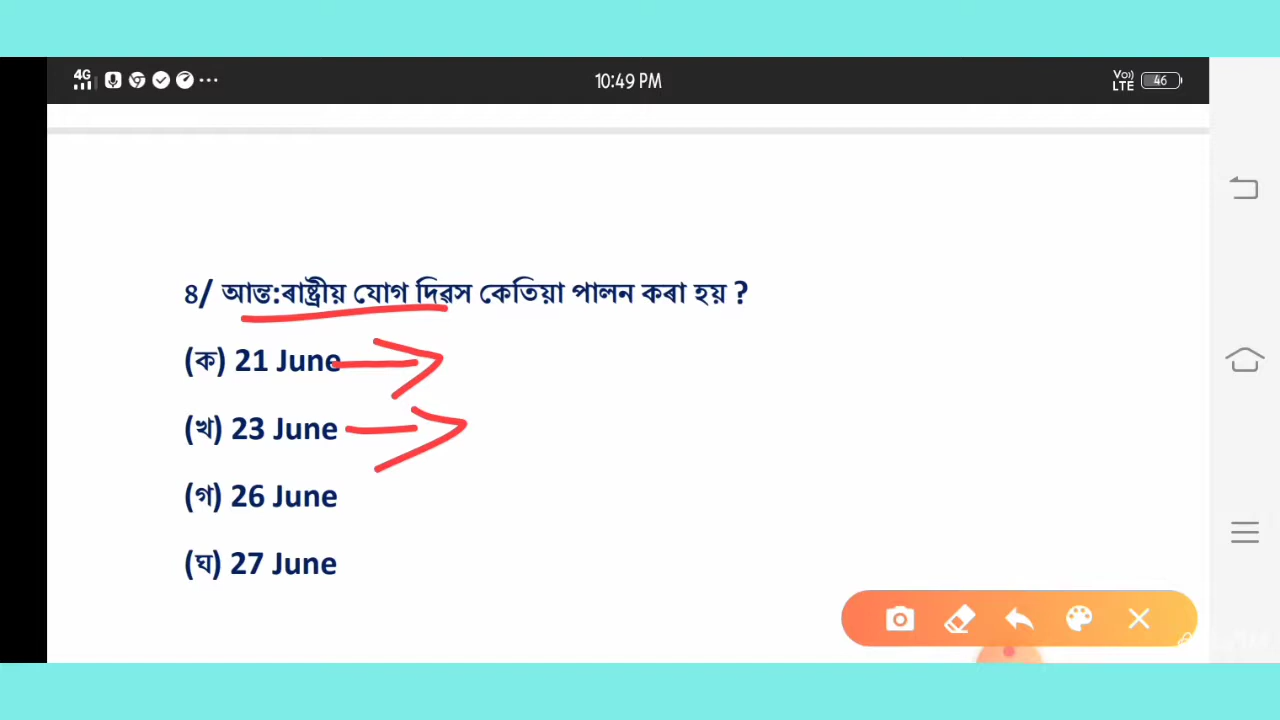 4G
10:49 PM
Vo)) LTE 46
8/ আন্ত:ৰাষ্ট্ৰীয় যোগ দিৱস কেতিয়া পালন কৰা হয় ?
(ক) 21 June
(খ) 23 June
(গ) 26 June
(ঘ) 27 June